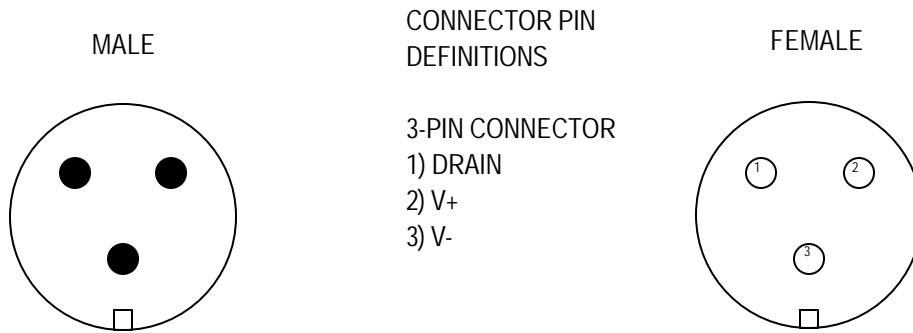 MALE
CONNECTOR PIN
DEFINITIONS
3-PIN CONNECTOR
1) DRAIN
2) V+
3) V-
FEMALE
1
2
3